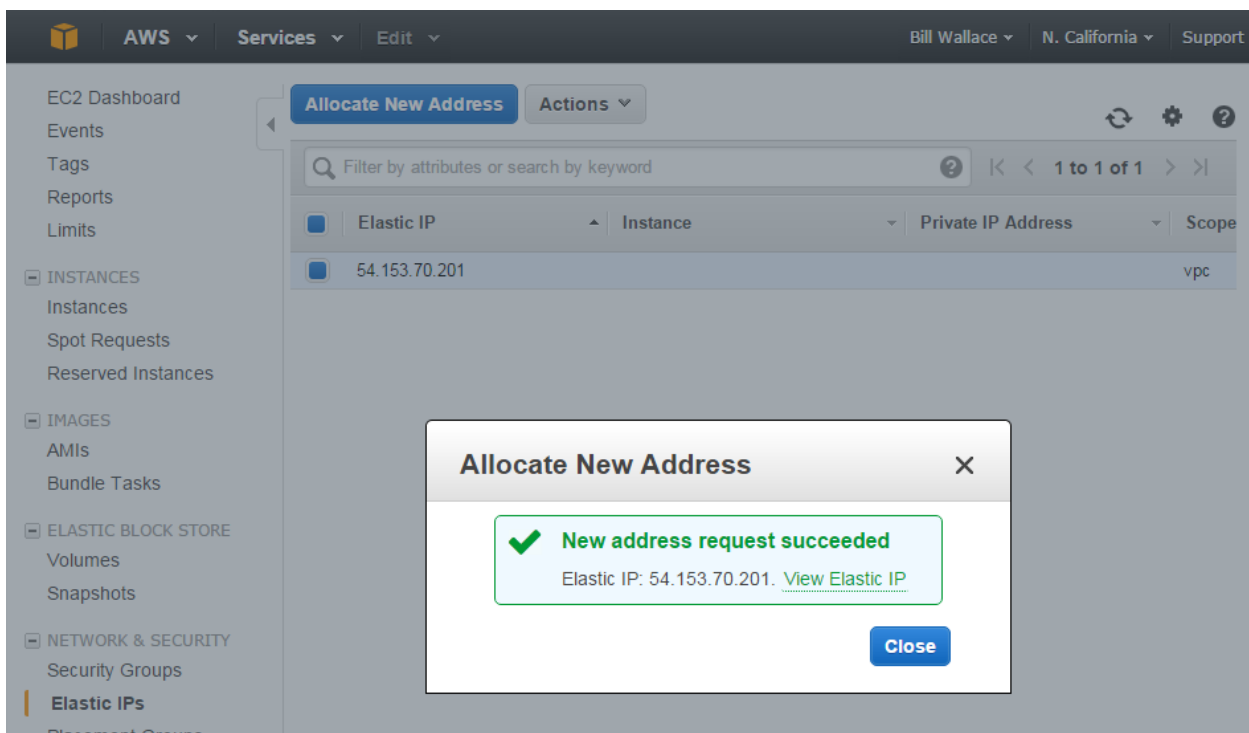 AWS Services Edit Bill Wallace N. California Support
EC2 Dashboard
Events
Tags
Reports
Limits
INSTANCES
Instances
Spot Requests
Reserved Instances
IMAGES
AMIs
Bundle Tasks
ELASTIC BLOCK STORE
Volumes
Snapshots
NETWORK & SECURITY
Security Groups
Elastic IPs
Placement Groups
Allocate New Address Actions
Filter by attributes or search by keyword 1 to 1 of 1
Elastic IP Instance Private IP Address Scope
54.153.70.201 vpc
Allocate New Address
New address request succeeded
Elastic IP: 54.153.70.201. View Elastic IP
Close